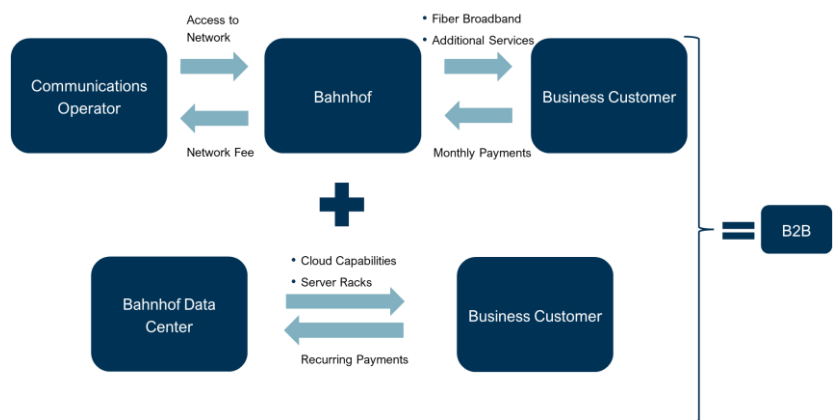 Access to
Network
• Fiber Broadband
• Additional Services
Communications
Operator
Bahnhof
Business Customer
Network Fee
Monthly Payments
B2B
• Cloud Capabilities
• Server Racks
Bahnhof Data
Center
Business Customer
Recurring Payments